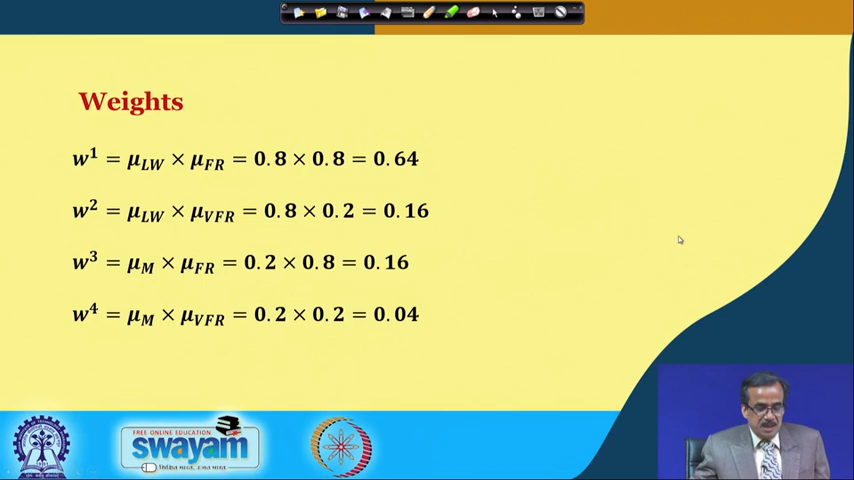 Weights
w¹ = μ_LW × μ_FR = 0.8 × 0.8 = 0.64
w² = μ_LW × μ_VFR = 0.8 × 0.2 = 0.16
w³ = μ_M × μ_FR = 0.2 × 0.8 = 0.16
w⁴ = μ_M × μ_VFR = 0.2 × 0.2 = 0.04
FREE ONLINE EDUCATION
swayam